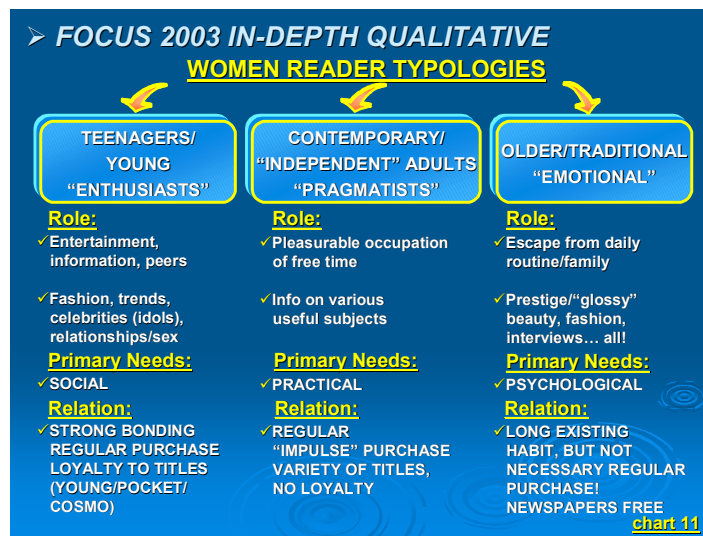 FOCUS 2003 IN-DEPTH QUALITATIVE
WOMEN READER TYPOLOGIES
TEENAGERS/
YOUNG
“ENTHUSIASTS”
Role:
Entertainment,
information, peers
Fashion, trends,
celebrities (idols),
relationships/sex
Primary Needs:
SOCIAL
Relation:
STRONG BONDING
REGULAR PURCHASE
LOYALTY TO TITLES
(YOUNG/POCKET/
COSMO)
CONTEMPORARY/
“INDEPENDENT” ADULTS
“PRAGMATISTS”
Role:
Pleasurable occupation
of free time
Info on various
useful subjects
Primary Needs:
PRACTICAL
Relation:
REGULAR
“IMPULSE” PURCHASE
VARIETY OF TITLES,
NO LOYALTY
OLDER/TRADITIONAL
“EMOTIONAL”
Role:
Escape from daily
routine/family
Prestige/“glossy”
beauty, fashion,
interviews… all!
Primary Needs:
PSYCHOLOGICAL
Relation:
LONG EXISTING
HABIT, BUT NOT
NECESSARY REGULAR
PURCHASE!
NEWSPAPERS FREE
chart 11